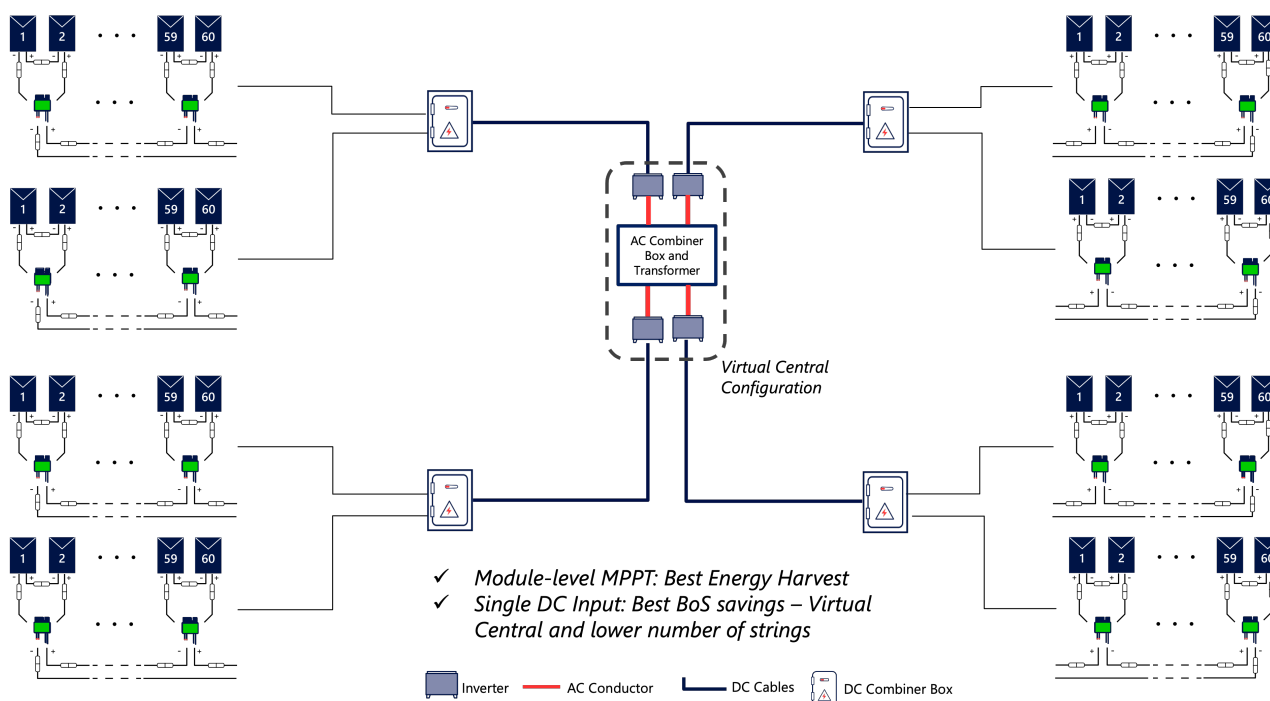 1 2 • • • 59 60
- + - + - + - +
• • •
+ - + -
- + - +
1 2 • • • 59 60
+ - + - + - + -
• • •
+ - + -
1 2 • • • 59 60
- + - + - + - +
• • •
- + - +
1 2 • • • 59 60
+ - + - + - + -
• • •
+ - + -
AC Combiner
Box and
Transformer
Virtual Central
Configuration
1 2 • • • 59 60
- + - + - + - +
• • •
- + - +
1 2 • • • 59 60
+ - + - + - + -
• • •
+ - + -
1 2 • • • 59 60
- + - + - + - +
• • •
- + - +
1 2 • • • 59 60
+ - + - + - + -
• • •
+ - + -
✓ Module-level MPPT: Best Energy Harvest
✓ Single DC Input: Best BoS savings – Virtual
Central and lower number of strings
Inverter AC Conductor DC Cables DC Combiner Box